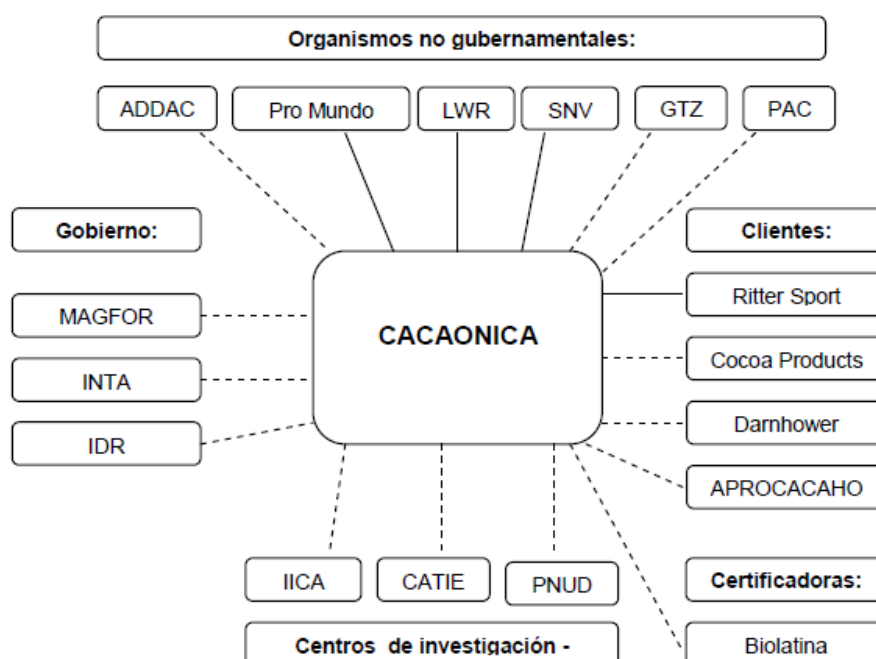 Organismos no gubernamentales:
ADDAC
Pro Mundo
LWR
SNV
GTZ
PAC
Gobierno:
Clientes:
MAGFOR
Ritter Sport
CACAONICA
INTA
Cocoa Products
IDR
Darnhower
APROCACAHO
IICA
CATIE
PNUD
Certificadoras:
Centros de investigación -
Biolatina